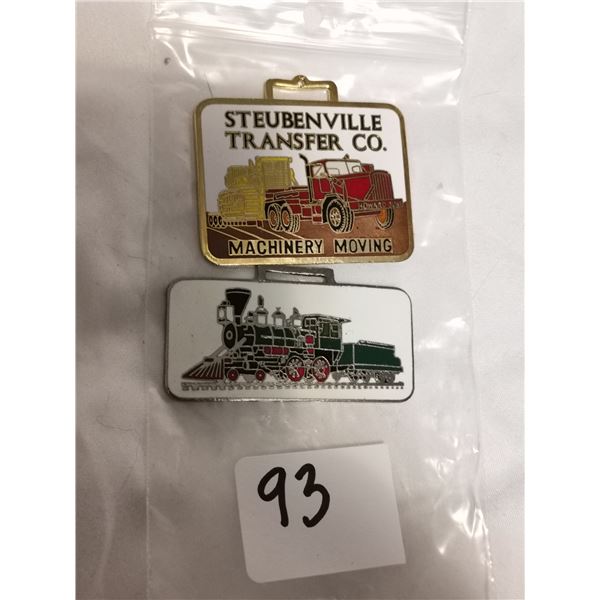 STEUBENVILLE
TRANSFER CO.
MACHINERY MOVING
93